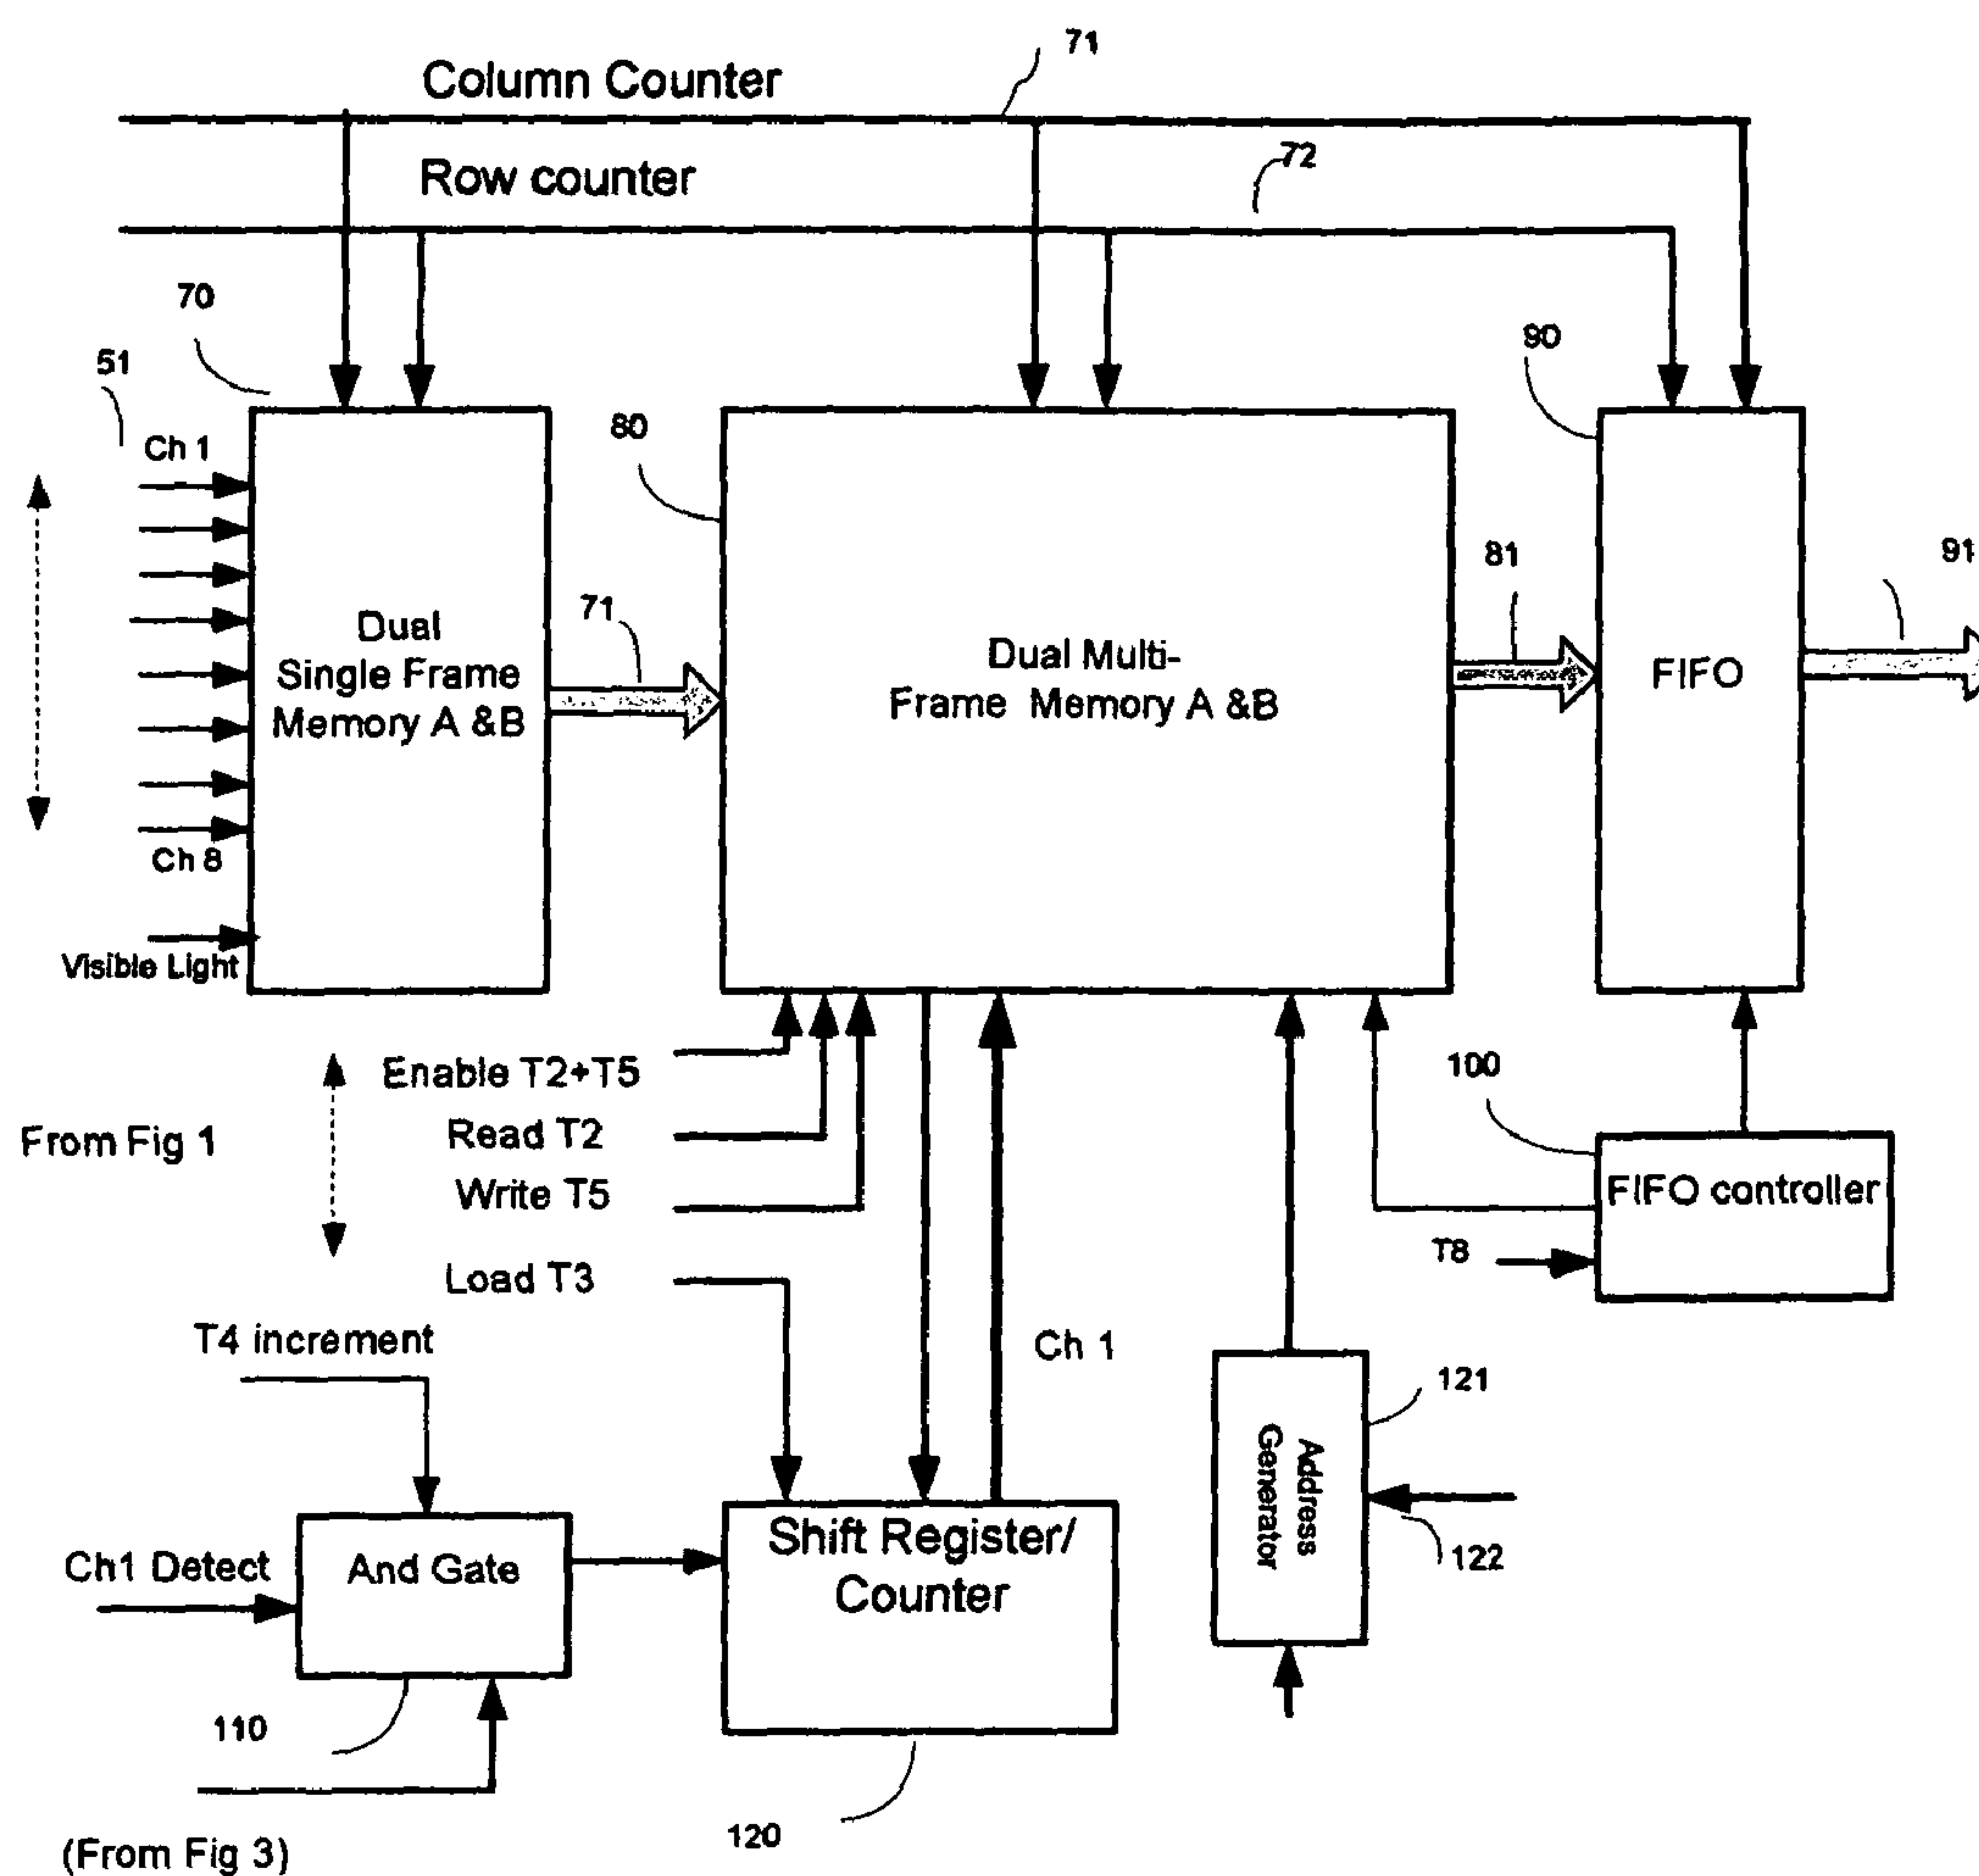 71
Column Counter
72
Row counter
70
90
51
80
Ch 1
81
91
71
Dual
Single Frame
Memory A &B
Dual Multi-
Frame Memory A &B
FIFO
Ch 8
Visible Light
Enable T2+T5
100
From Fig 1
Read T2
Write T5
FIFO controller
T8
Load T3
T4 increment
Ch 1
121
Address
Generator
Ch1 Detect
And Gate
Shift Register/
Counter
122
110
120
(From Fig 3)